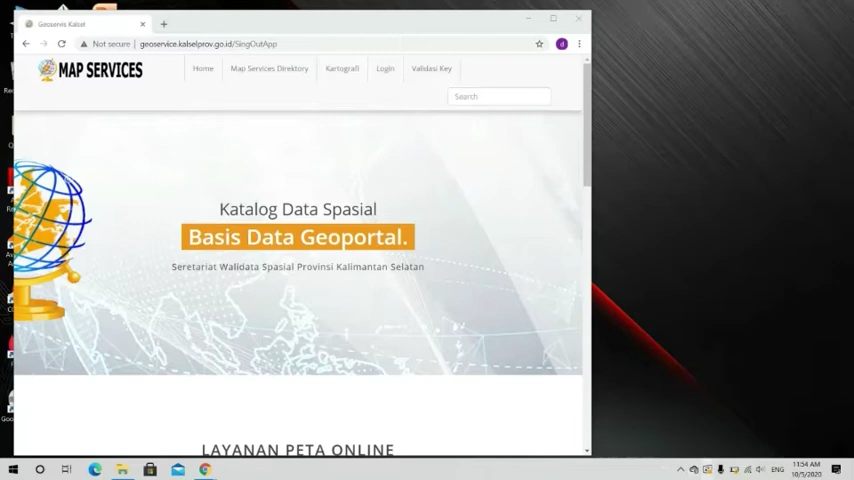 Geoservis Kalsel
Not secure | geoservice.kalselprov.go.id/SingOutApp
MAP SERVICES
Home
Map Services Direktory
Kartografi
Login
Validasi Key
Search
Katalog Data Spasial
Basis Data Geoportal.
Seretariat Walidata Spasial Provinsi Kalimantan Selatan
LAYANAN PETA ONLINE
ENG
11:54 AM
10/5/2020